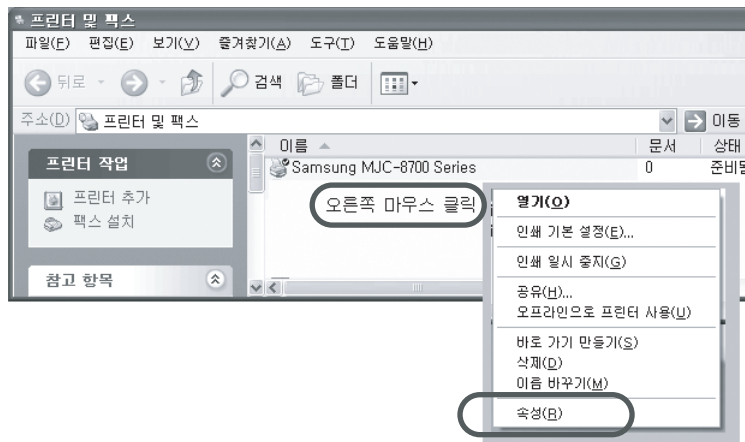 프린터 및 팩스
파일(F) 편집(E) 보기(V) 즐겨찾기(A) 도구(T) 도움말(H)
뒤로 검색 폴더
주소(D) 프린터 및 팩스 이동
이름 문서 상태
프린터 작업
Samsung MJC-8700 Series 0
프린터 추가
팩스 설치
참고 항목
오른쪽 마우스 클릭
열기(O)
인쇄 기본 설정(E)...
인쇄 일시 중지(G)
공유(H)...
오프라인으로 프린터 사용(U)
바로 가기 만들기(S)
삭제(D)
이름 바꾸기(M)
속성(R)